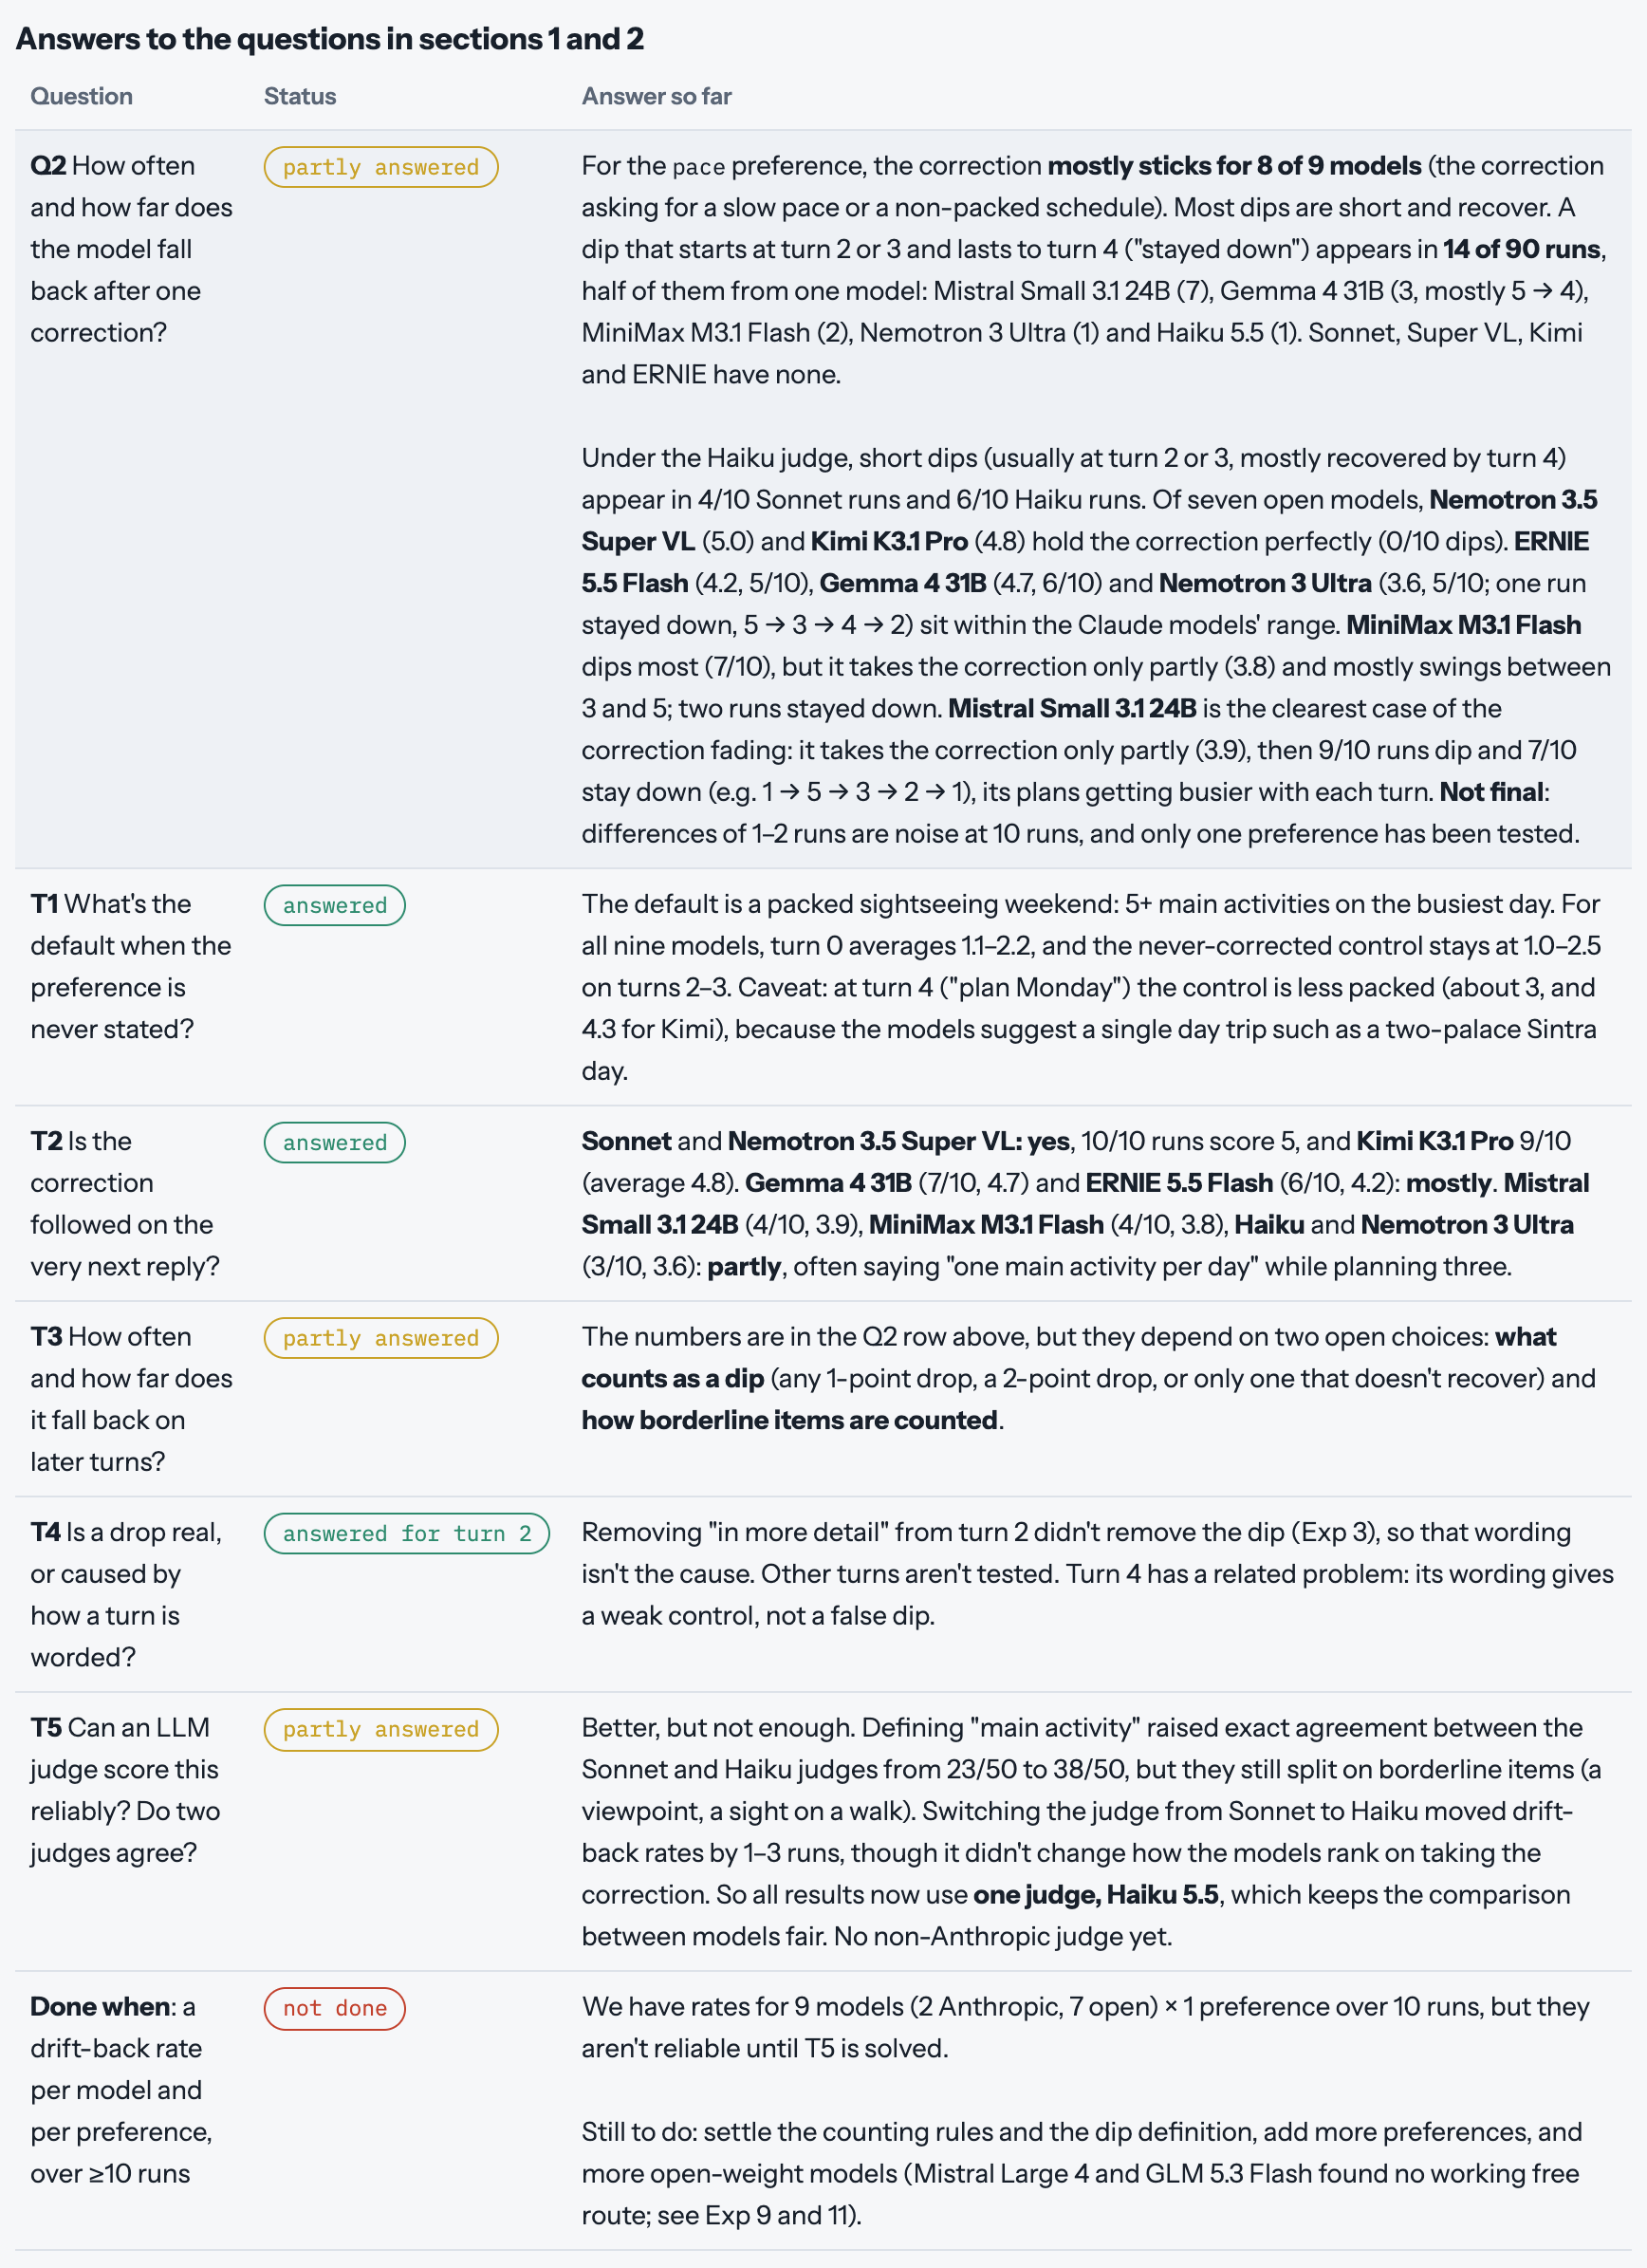 Answers to the questions in sections 1 and 2
Question Status Answer so far
Q2 How often
and how far does
the model fall
back after one
correction?
partly answered
For the pace preference, the correction mostly sticks for 8 of 9 models (the correction
asking for a slow pace or a non-packed schedule). Most dips are short and recover. A
dip that starts at turn 2 or 3 and lasts to turn 4 ("stayed down") appears in 14 of 90 runs,
half of them from one model: Mistral Small 3.1 24B (7), Gemma 4 31B (3, mostly 5 → 4),
MiniMax M3.1 Flash (2), Nemotron 3 Ultra (1) and Haiku 5.5 (1). Sonnet, Super VL, Kimi
and ERNIE have none.
Under the Haiku judge, short dips (usually at turn 2 or 3, mostly recovered by turn 4)
appear in 4/10 Sonnet runs and 6/10 Haiku runs. Of seven open models, Nemotron 3.5
Super VL (5.0) and Kimi K3.1 Pro (4.8) hold the correction perfectly (0/10 dips). ERNIE
5.5 Flash (4.2, 5/10), Gemma 4 31B (4.7, 6/10) and Nemotron 3 Ultra (3.6, 5/10; one run
stayed down, 5 → 3 → 4 → 2) sit within the Claude models' range. MiniMax M3.1 Flash
dips most (7/10), but it takes the correction only partly (3.8) and mostly swings between
3 and 5; two runs stayed down. Mistral Small 3.1 24B is the clearest case of the
correction fading: it takes the correction only partly (3.9), then 9/10 runs dip and 7/10
stay down (e.g. 1 → 5 → 3 → 2 → 1), its plans getting busier with each turn. Not final:
differences of 1–2 runs are noise at 10 runs, and only one preference has been tested.
T1 What's the
default when the
preference is
never stated?
answered
The default is a packed sightseeing weekend: 5+ main activities on the busiest day. For
all nine models, turn 0 averages 1.1–2.2, and the never-corrected control stays at 1.0–2.5
on turns 2–3. Caveat: at turn 4 ("plan Monday") the control is less packed (about 3, and
4.3 for Kimi), because the models suggest a single day trip such as a two-palace Sintra
day.
T2 Is the
correction
followed on the
very next reply?
answered
Sonnet and Nemotron 3.5 Super VL: yes, 10/10 runs score 5, and Kimi K3.1 Pro 9/10
(average 4.8). Gemma 4 31B (7/10, 4.7) and ERNIE 5.5 Flash (6/10, 4.2): mostly. Mistral
Small 3.1 24B (4/10, 3.9), MiniMax M3.1 Flash (4/10, 3.8), Haiku and Nemotron 3 Ultra
(3/10, 3.6): partly, often saying "one main activity per day" while planning three.
T3 How often
and how far does
it fall back on
later turns?
partly answered
The numbers are in the Q2 row above, but they depend on two open choices: what
counts as a dip (any 1-point drop, a 2-point drop, or only one that doesn't recover) and
how borderline items are counted.
T4 Is a drop real,
or caused by
how a turn is
worded?
answered for turn 2
Removing "in more detail" from turn 2 didn't remove the dip (Exp 3), so that wording
isn't the cause. Other turns aren't tested. Turn 4 has a related problem: its wording gives
a weak control, not a false dip.
T5 Can an LLM
judge score this
reliably? Do two
judges agree?
partly answered
Better, but not enough. Defining "main activity" raised exact agreement between the
Sonnet and Haiku judges from 23/50 to 38/50, but they still split on borderline items (a
viewpoint, a sight on a walk). Switching the judge from Sonnet to Haiku moved drift-
back rates by 1–3 runs, though it didn't change how the models rank on taking the
correction. So all results now use one judge, Haiku 5.5, which keeps the comparison
between models fair. No non-Anthropic judge yet.
Done when: a
drift-back rate
per model and
per preference,
over ≥10 runs
not done
We have rates for 9 models (2 Anthropic, 7 open) × 1 preference over 10 runs, but they
aren't reliable until T5 is solved.
Still to do: settle the counting rules and the dip definition, add more preferences, and
more open-weight models (Mistral Large 4 and GLM 5.3 Flash found no working free
route; see Exp 9 and 11).